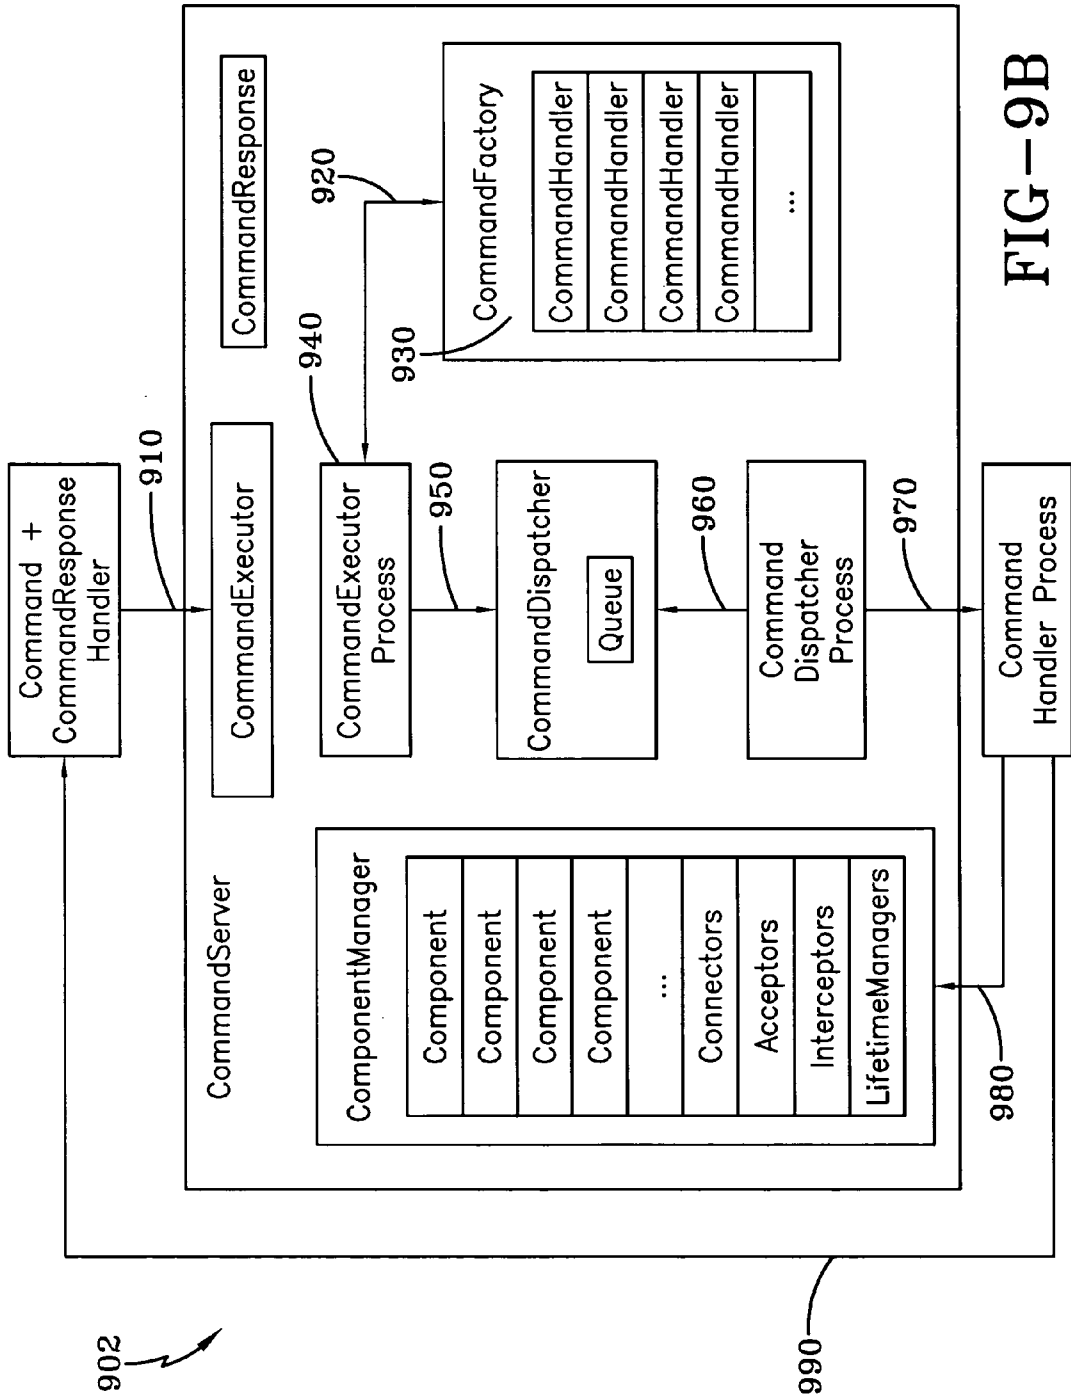 902
Command +
CommandResponse
Handler
910
CommandServer
CommandExecutor
CommandResponse
ComponentManager
Component
Component
Component
Component
...
Connectors
Acceptors
Interceptors
LifetimeManagers
CommandExecutor
Process
940
920
950
CommandDispatcher
Queue
960
Command
Dispatcher
Process
970
930
CommandFactory
CommandHandler
CommandHandler
CommandHandler
CommandHandler
...
980
Command
Handler Process
990
FIG-9B